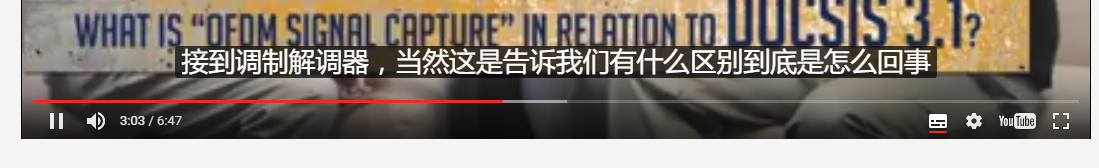 WHAT IS “OFDM SIGNAL CAPTURE” IN RELATION TO DOCSIS 3.1?
接到调制解调器，当然这是告诉我们有什么区别到底是怎么回事
3:03 / 6:47
YouTube